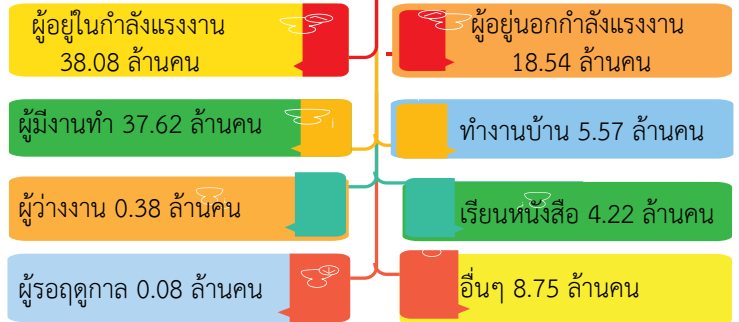 ผู้อยู่ในกำลังแรงงาน
38.08 ล้านคน
ผู้อยู่นอกกำลังแรงงาน
18.54 ล้านคน
ผู้มีงานทำ 37.62 ล้านคน
ทำงานบ้าน 5.57 ล้านคน
ผู้ว่างงาน 0.38 ล้านคน
เรียนหนังสือ 4.22 ล้านคน
ผู้รอฤดูกาล 0.08 ล้านคน
อื่นๆ 8.75 ล้านคน